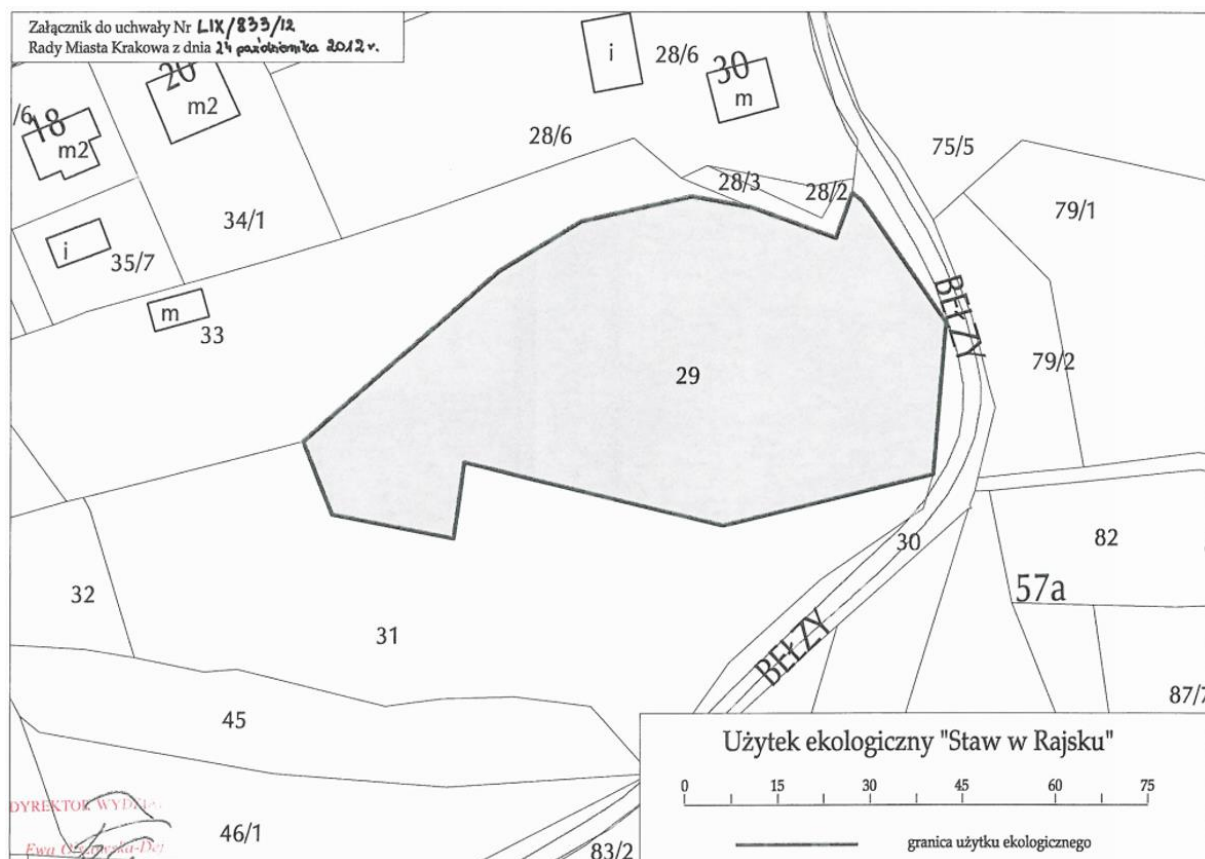 Załącznik do uchwały Nr LIX/833/12
Rady Miasta Krakowa z dnia 24 października 2012 r.
i
28/6
30
m
20
m2
/6
18
m2
28/6
75/5
28/3
28/2
79/1
34/1
i
35/7
m
33
BEŁZY
79/2
29
30
82
57a
32
31
BEŁZY
87/7
45
Użytek ekologiczny "Staw w Rajsku"
0 15 30 45 60 75
DYREKTOR
46/1
Ewa
83/2
granica użytku ekologicznego